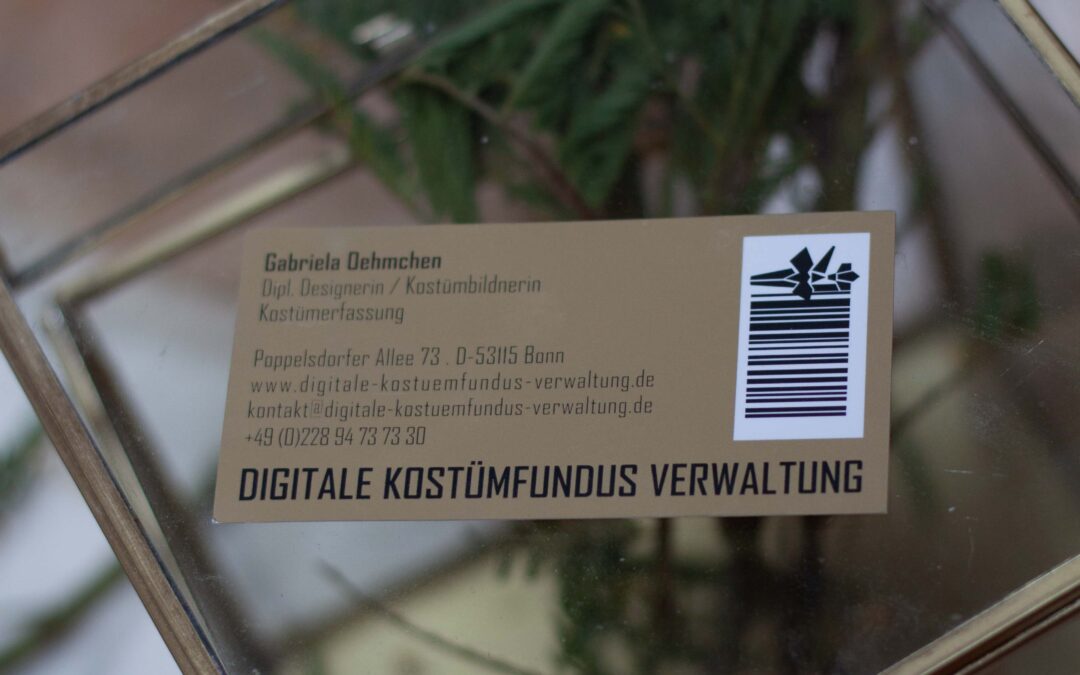 Gabriela Oehmchen
Dipl. Designerin / Kostümbildnerin
Kostümerfassung
Poppelsdorfer Allee 73 . D-53115 Bonn
www.digitale-kostuemfundus-verwaltung.de
kontakt@digitale-kostuemfundus-verwaltung.de
+49 (0)228 94 73 73 30
DIGITALE KOSTÜMFUNDUS VERWALTUNG